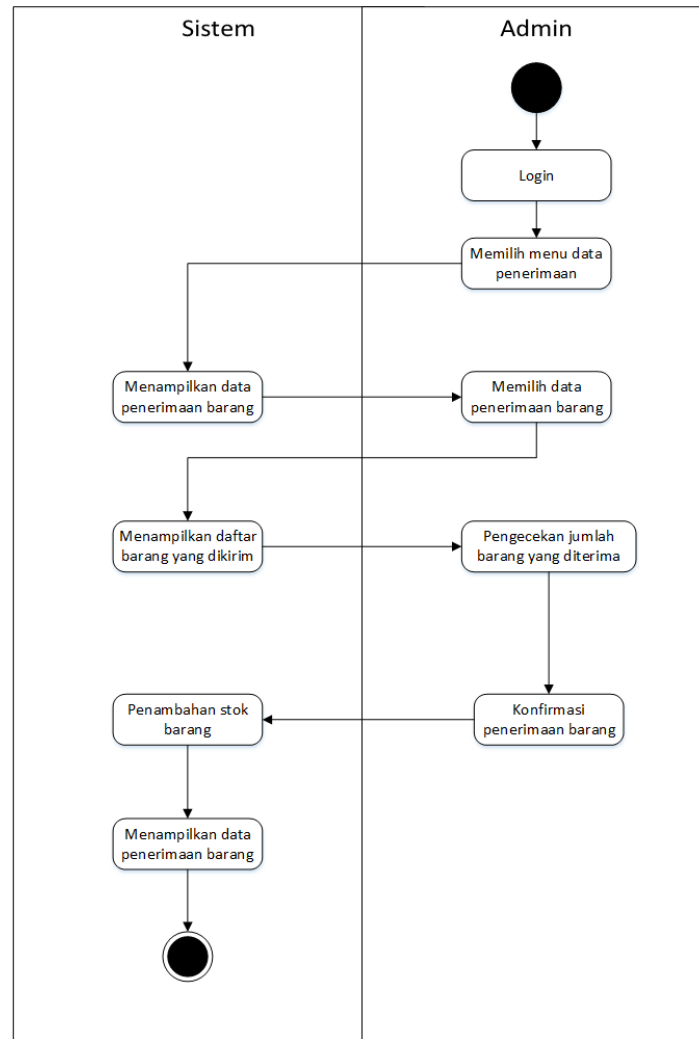 Sistem
Admin
Login
Memilih menu data
penerimaan
Menampilkan data
penerimaan barang
Memilih data
penerimaan barang
Menampilkan daftar
barang yang dikirim
Pengecekan jumlah
barang yang diterima
Penambahan stok
barang
Konfirmasi
penerimaan barang
Menampilkan data
penerimaan barang